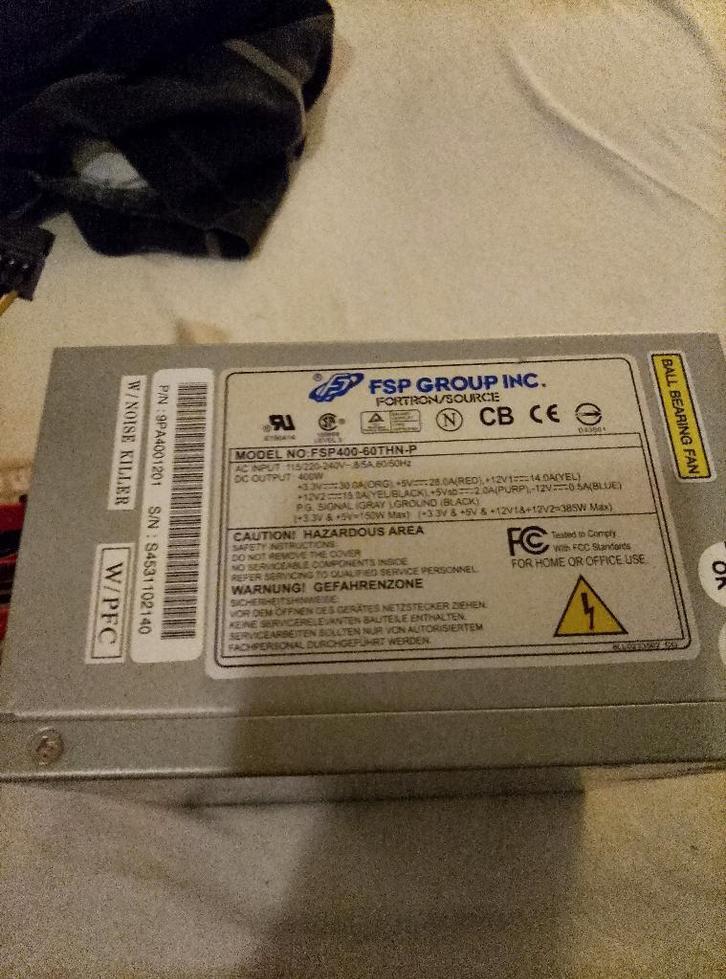 FSP GROUP INC.
FORTRON/SOURCE
N CB CE
MODEL NO:FSP400-60THN-P
AC INPUT 115/220-240V~,8/5A,60/50Hz
DC OUTPUT 400W
+3.3V⎓30.0A(ORG),+5V⎓28.0A(RED),+12V1⎓14.0A(YEL)
+12V2⎓15.0A(YEL/BLACK),+5Vsb⎓2.0A(PURP),-12V⎓0.5A(BLUE)
P.G. SIGNAL (GRAY),GROUND (BLACK)
(+3.3V & +5V=150W Max) (+3.3V & +5V & +12V1&+12V2=385W Max)
CAUTION! HAZARDOUS AREA
SAFETY INSTRUCTIONS:
DO NOT REMOVE THE COVER
NO SERVICEABLE COMPONENTS INSIDE
REFER SERVICING TO QUALIFIED SERVICE PERSONNEL.
WARNUNG! GEFAHRENZONE
SICHERHEITSHINWEISE:
VOR DEM ÖFFNEN DES GERÄTES NETZSTECKER ZIEHEN.
KEINE SERVICERELEVANTEN BAUTEILE ENTHALTEN.
SERVICEARBEITEN SOLLTEN NUR VON AUTORISIERTEM
FACHPERSONAL DURCHGEFÜHRT WERDEN.
FC Tested to Comply
With FCC Standards
FOR HOME OR OFFICE USE
W/NOISE KILLER
W/PFC
P/N : 9PA4001201 S/N : S4531102140
BALL BEARING FAN
OK